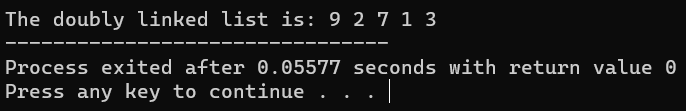 The doubly linked list is: 9 2 7 1 3
--------------------------------
Process exited after 0.05577 seconds with return value 0
Press any key to continue . . .